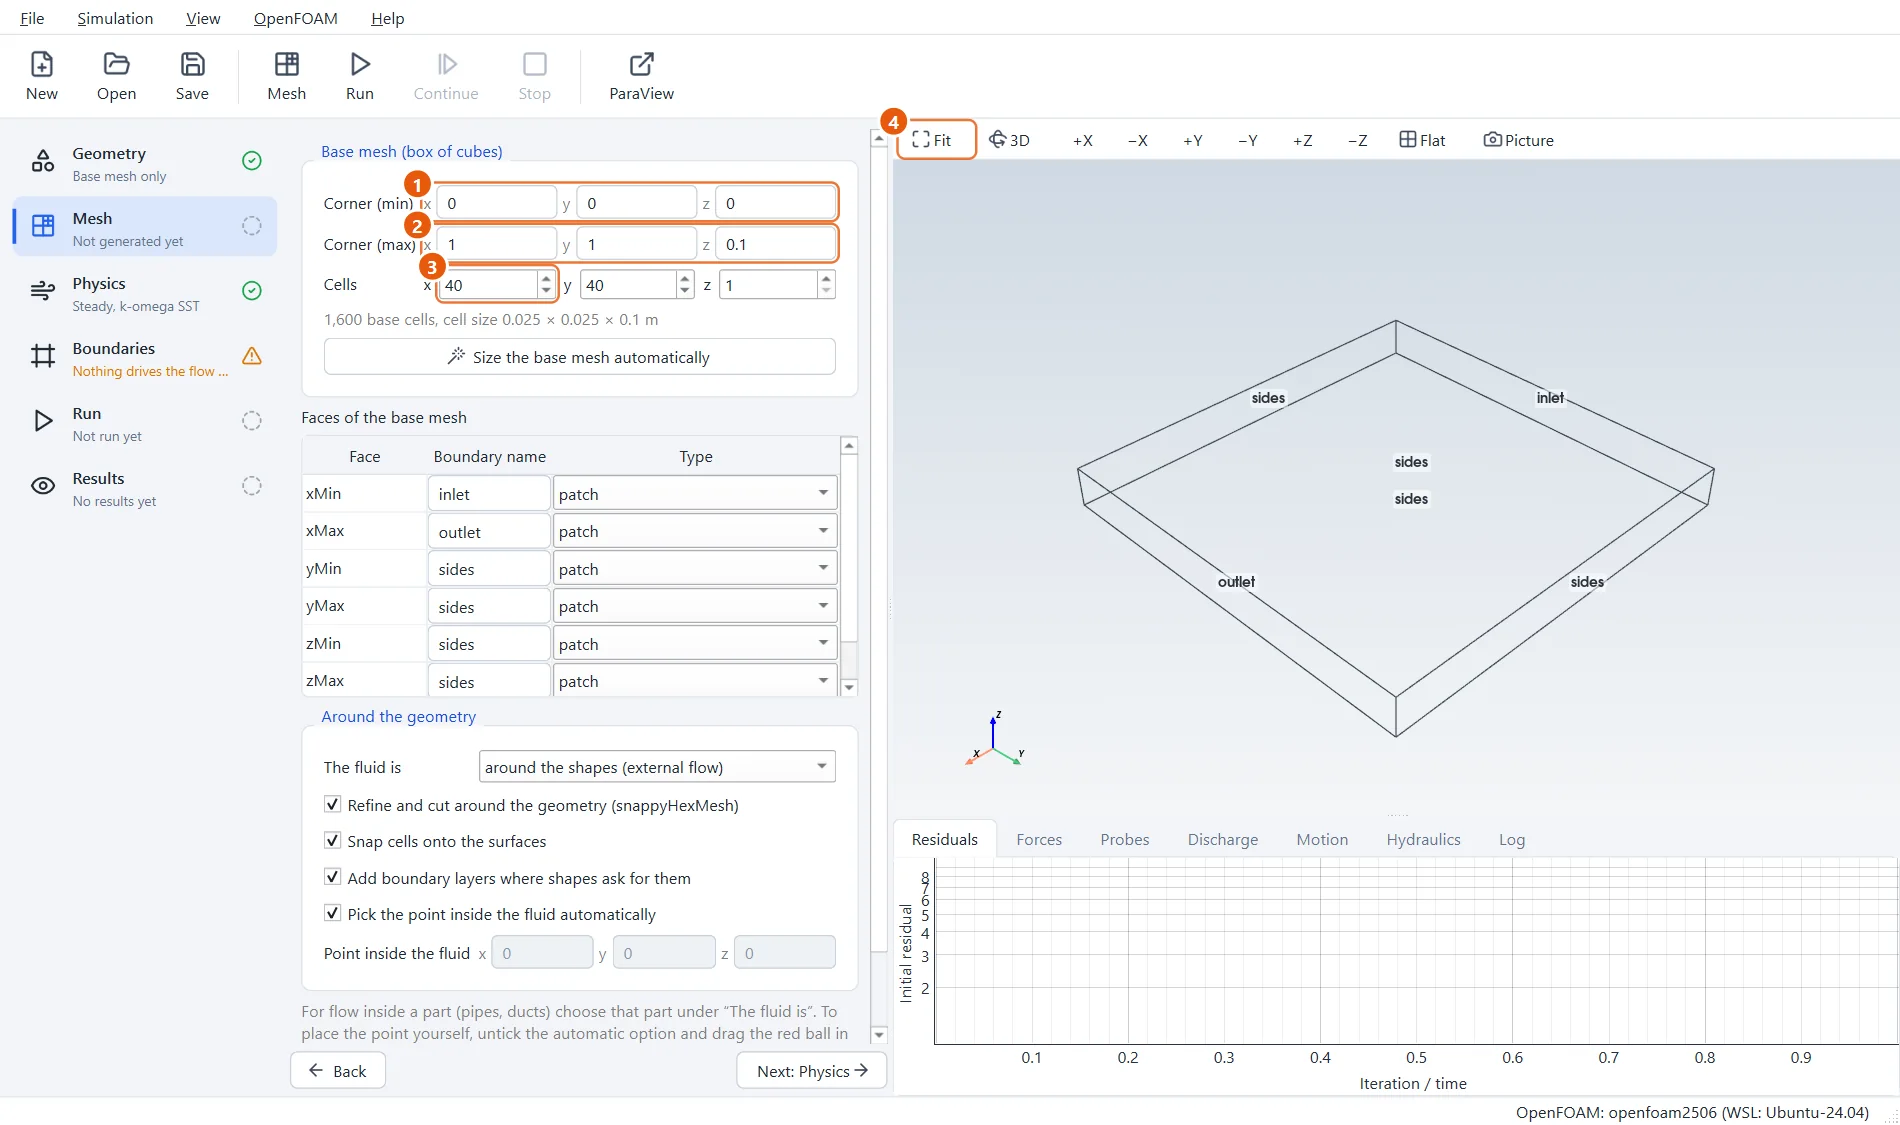 File Simulation View OpenFOAM Help
New Open Save Mesh Run Continue Stop ParaView
Geometry
Base mesh only
Mesh
Not generated yet
Physics
Steady, k-omega SST
Boundaries
Nothing drives the flow ...
Run
Not run yet
Results
No results yet
Base mesh (box of cubes)
1
Corner (min) x 0 y 0 z 0
2
Corner (max) x 1 y 1 z 0.1
3
Cells x 40 y 40 z 1
1,600 base cells, cell size 0.025 × 0.025 × 0.1 m
Size the base mesh automatically
Faces of the base mesh
Face Boundary name Type
xMin inlet patch
xMax outlet patch
yMin sides patch
yMax sides patch
zMin sides patch
zMax sides patch
Around the geometry
The fluid is around the shapes (external flow)
Refine and cut around the geometry (snappyHexMesh)
Snap cells onto the surfaces
Add boundary layers where shapes ask for them
Pick the point inside the fluid automatically
Point inside the fluid x 0 y 0 z 0
For flow inside a part (pipes, ducts) choose that part under “The fluid is”. To
place the point yourself, untick the automatic option and drag the red ball in
Back Next: Physics
4
Fit 3D +X −X +Y −Y +Z −Z Flat Picture
sides inlet
sides
sides
outlet sides
Z
X Y
Residuals Forces Probes Discharge Motion Hydraulics Log
Initial residual
8
7
6
5
4
3
2
0.1 0.2 0.3 0.4 0.5 0.6 0.7 0.8 0.9
Iteration / time
OpenFOAM: openfoam2506 (WSL: Ubuntu-24.04)